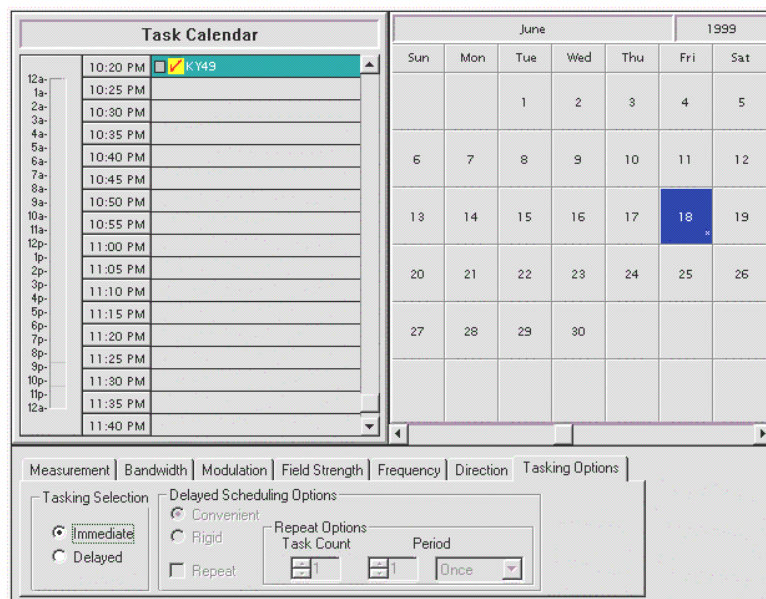 Task Calendar
10:20 PM KY49
10:25 PM
10:30 PM
10:35 PM
10:40 PM
10:45 PM
10:50 PM
10:55 PM
11:00 PM
11:05 PM
11:10 PM
11:15 PM
11:20 PM
11:25 PM
11:30 PM
11:35 PM
11:40 PM
12a-
1a-
2a-
3a-
4a-
5a-
6a-
7a-
8a-
9a-
10a-
11a-
12p-
1p-
2p-
3p-
4p-
5p-
6p-
7p-
8p-
9p-
10p-
11p-
12a-
June 1999
Sun Mon Tue Wed Thu Fri Sat
1 2 3 4 5
6 7 8 9 10 11 12
13 14 15 16 17 18 19
20 21 22 23 24 25 26
27 28 29 30
Measurement Bandwidth Modulation Field Strength Frequency Direction Tasking Options
Tasking Selection
Immediate
Delayed
Delayed Scheduling Options
Convenient
Rigid
Repeat
Repeat Options
Task Count Period
1 1 Once